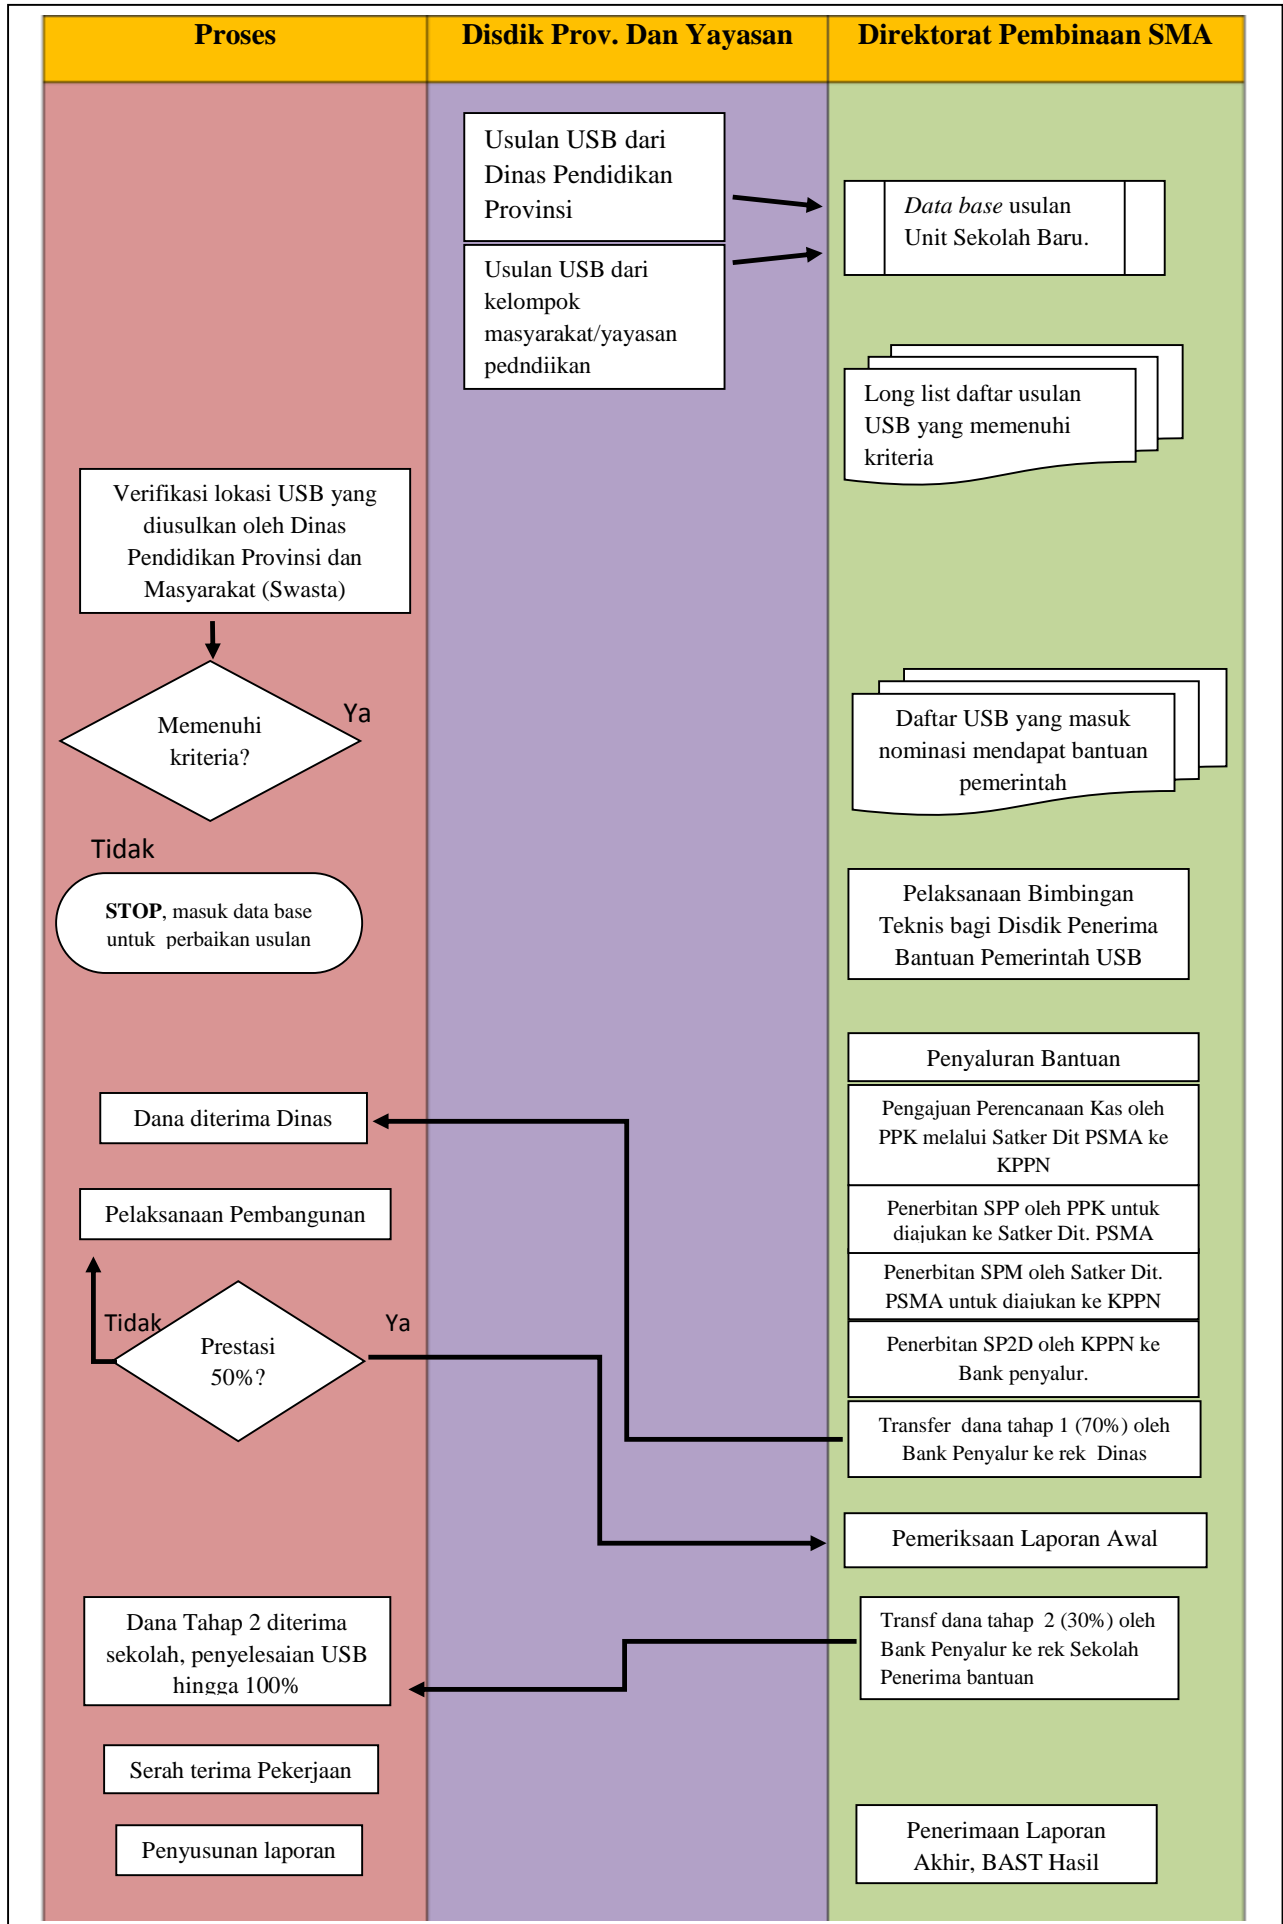 Proses
Disdik Prov. Dan Yayasan
Direktorat Pembinaan SMA
Usulan USB dari
Dinas Pendidikan
Provinsi
Data base usulan
Unit Sekolah Baru.
Usulan USB dari
kelompok
masyarakat/yayasan
pedndiikan
Long list daftar usulan
USB yang memenuhi
kriteria
Verifikasi lokasi USB yang
diusulkan oleh Dinas
Pendidikan Provinsi dan
Masyarakat (Swasta)
Memenuhi
kriteria?
Ya
Daftar USB yang masuk
nominasi mendapat bantuan
pemerintah
Tidak
STOP, masuk data base
untuk perbaikan usulan
Pelaksanaan Bimbingan
Teknis bagi Disdik Penerima
Bantuan Pemerintah USB
Penyaluran Bantuan
Dana diterima Dinas
Pengajuan Perencanaan Kas oleh
PPK melalui Satker Dit PSMA ke
KPPN
Pelaksanaan Pembangunan
Penerbitan SPP oleh PPK untuk
diajukan ke Satker Dit. PSMA
Penerbitan SPM oleh Satker Dit.
PSMA untuk diajukan ke KPPN
Tidak
Prestasi
50%?
Ya
Penerbitan SP2D oleh KPPN ke
Bank penyalur.
Transfer dana tahap 1 (70%) oleh
Bank Penyalur ke rek Dinas
Pemeriksaan Laporan Awal
Dana Tahap 2 diterima
sekolah, penyelesaian USB
hingga 100%
Transf dana tahap 2 (30%) oleh
Bank Penyalur ke rek Sekolah
Penerima bantuan
Serah terima Pekerjaan
Penyusunan laporan
Penerimaan Laporan
Akhir, BAST Hasil